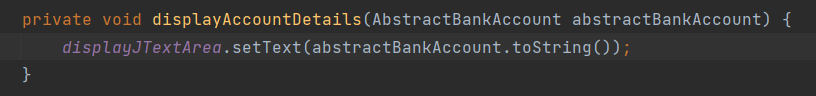 private void displayAccountDetails(AbstractBankAccount abstractBankAccount) {
    displayJTextArea.setText(abstractBankAccount.toString());
}